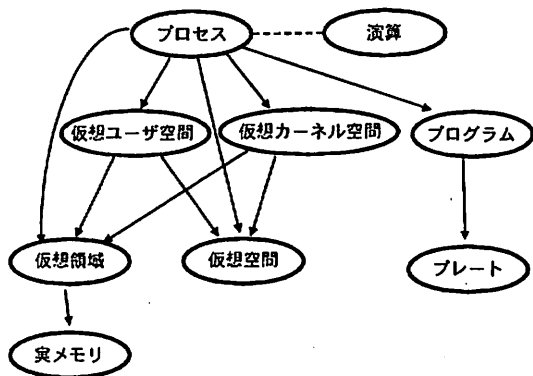 プロセス
演算
仮想ユーザ空間
仮想カーネル空間
プログラム
仮想領域
仮想空間
プレート
実メモリ